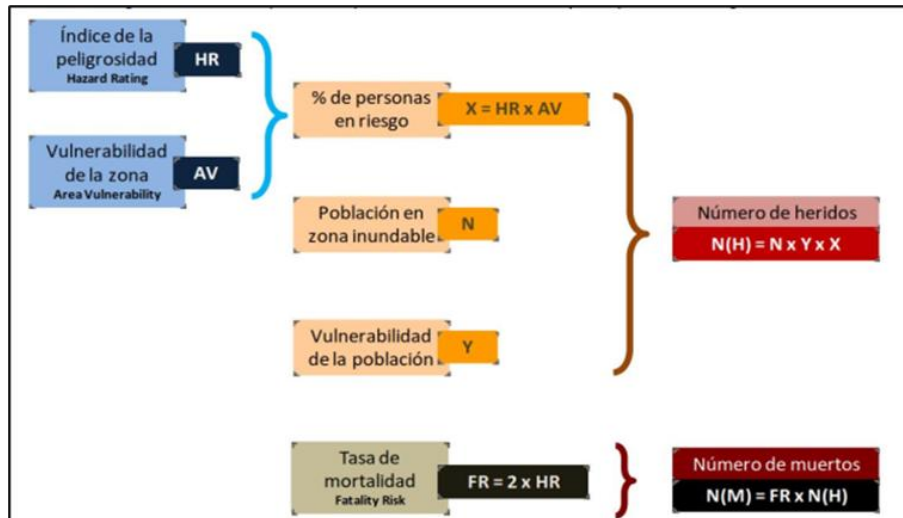 Índice de la
peligrosidad
Hazard Rating
HR
Vulnerabilidad
de la zona
Area Vulnerability
AV
% de personas
en riesgo
X = HR x AV
Población en
zona inundable
N
Vulnerabilidad
de la población
Y
Número de heridos
N(H) = N x Y x X
Tasa de
mortalidad
Fatality Risk
FR = 2 x HR
Número de muertos
N(M) = FR x N(H)